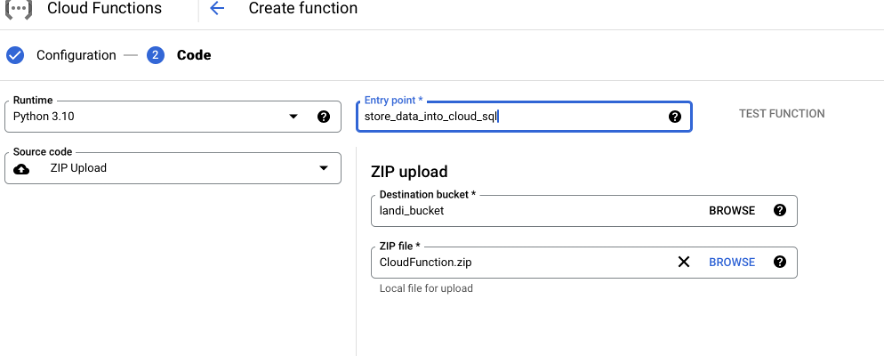 Cloud Functions
Create function
Configuration
2
Code
Runtime
Python 3.10
Entry point *
store_data_into_cloud_sql
TEST FUNCTION
Source code
ZIP Upload
ZIP upload
Destination bucket *
landi_bucket
BROWSE
ZIP file *
CloudFunction.zip
BROWSE
Local file for upload